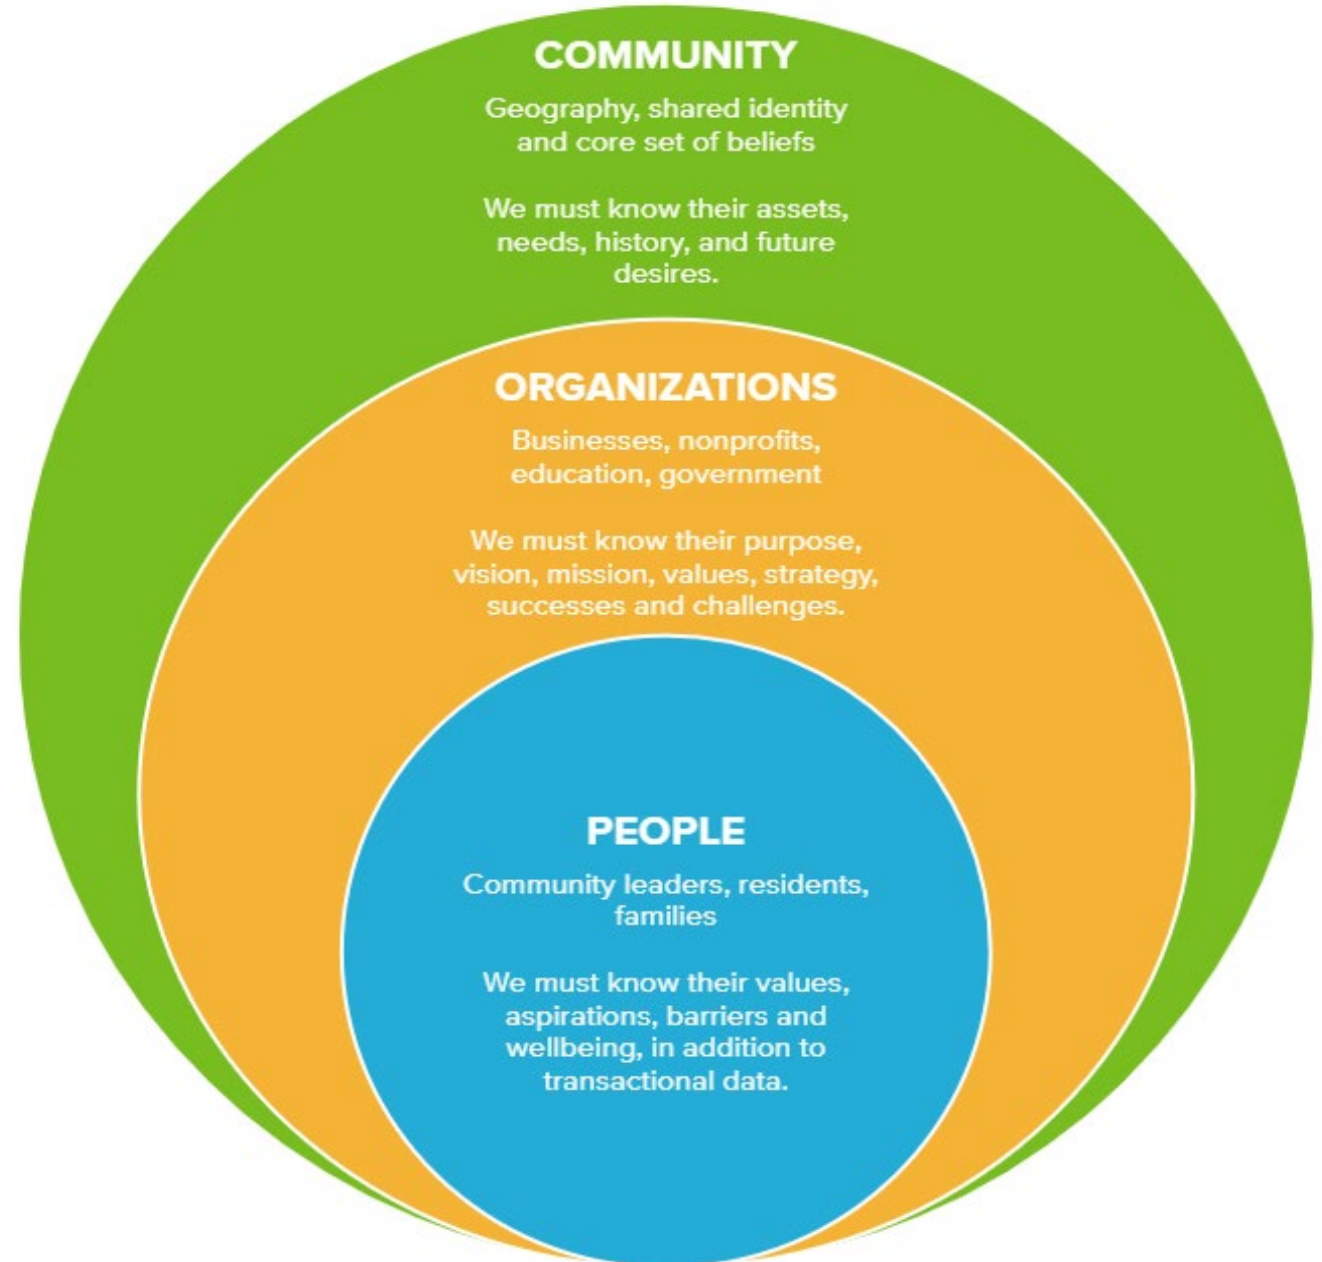 COMMUNITY
Geography, shared identity
and core set of beliefs
We must know their assets,
needs, history, and future
desires.
ORGANIZATIONS
Businesses, nonprofits,
education, government
We must know their purpose,
vision, mission, values, strategy,
successes and challenges.
PEOPLE
Community leaders, residents,
families
We must know their values,
aspirations, barriers and
wellbeing, in addition to
transactional data.